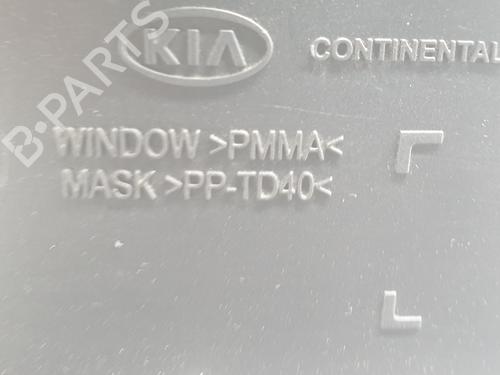 B-PARTS
KIA
CONTINENTAL
WINDOW >PMMA<
MASK >PP-TD40<